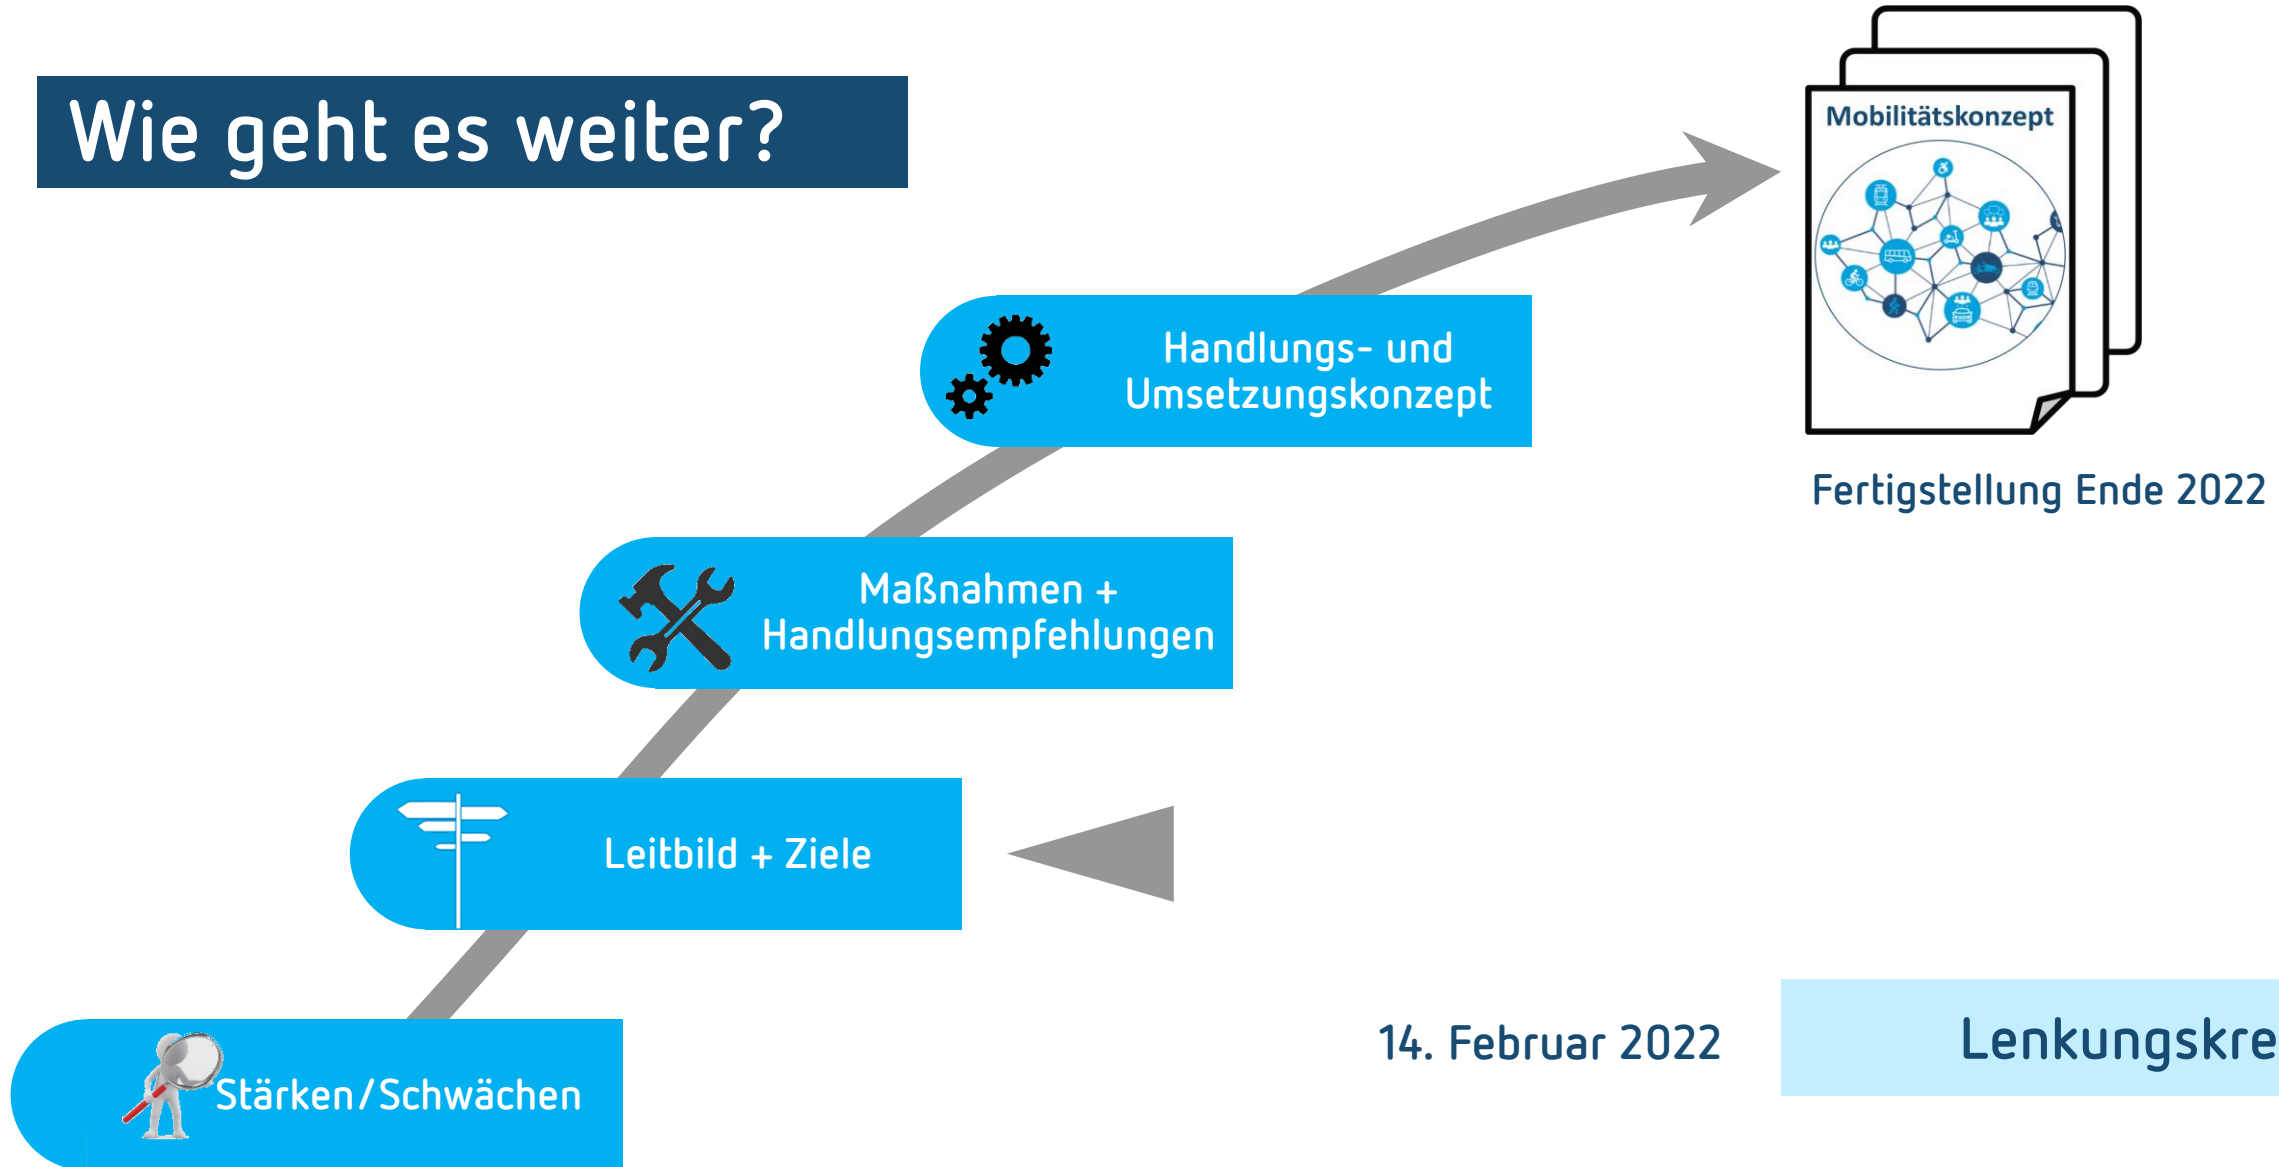 Wie geht es weiter?
Mobilitätskonzept
Fertigstellung Ende 2022
Handlungs- und
Umsetzungskonzept
Maßnahmen +
Handlungsempfehlungen
Leitbild + Ziele
14. Februar 2022
Lenkungskre
Stärken/Schwächen